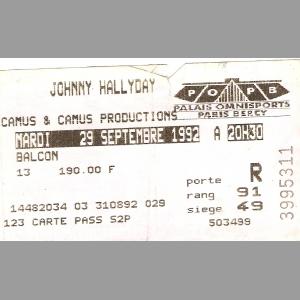 JOHNNY HALLYDAY
POPB
PALAIS OMNISPORTS
PARIS BERCY
CAMUS & CAMUS PRODUCTIONS
MARDI 29 SEPTEMBRE 1992 A 20H30
BALCON
13 190.00 F
porte R
rang 91
siege 49
14482034 03 310892 029
123 CARTE PASS S2P
503499
3995311